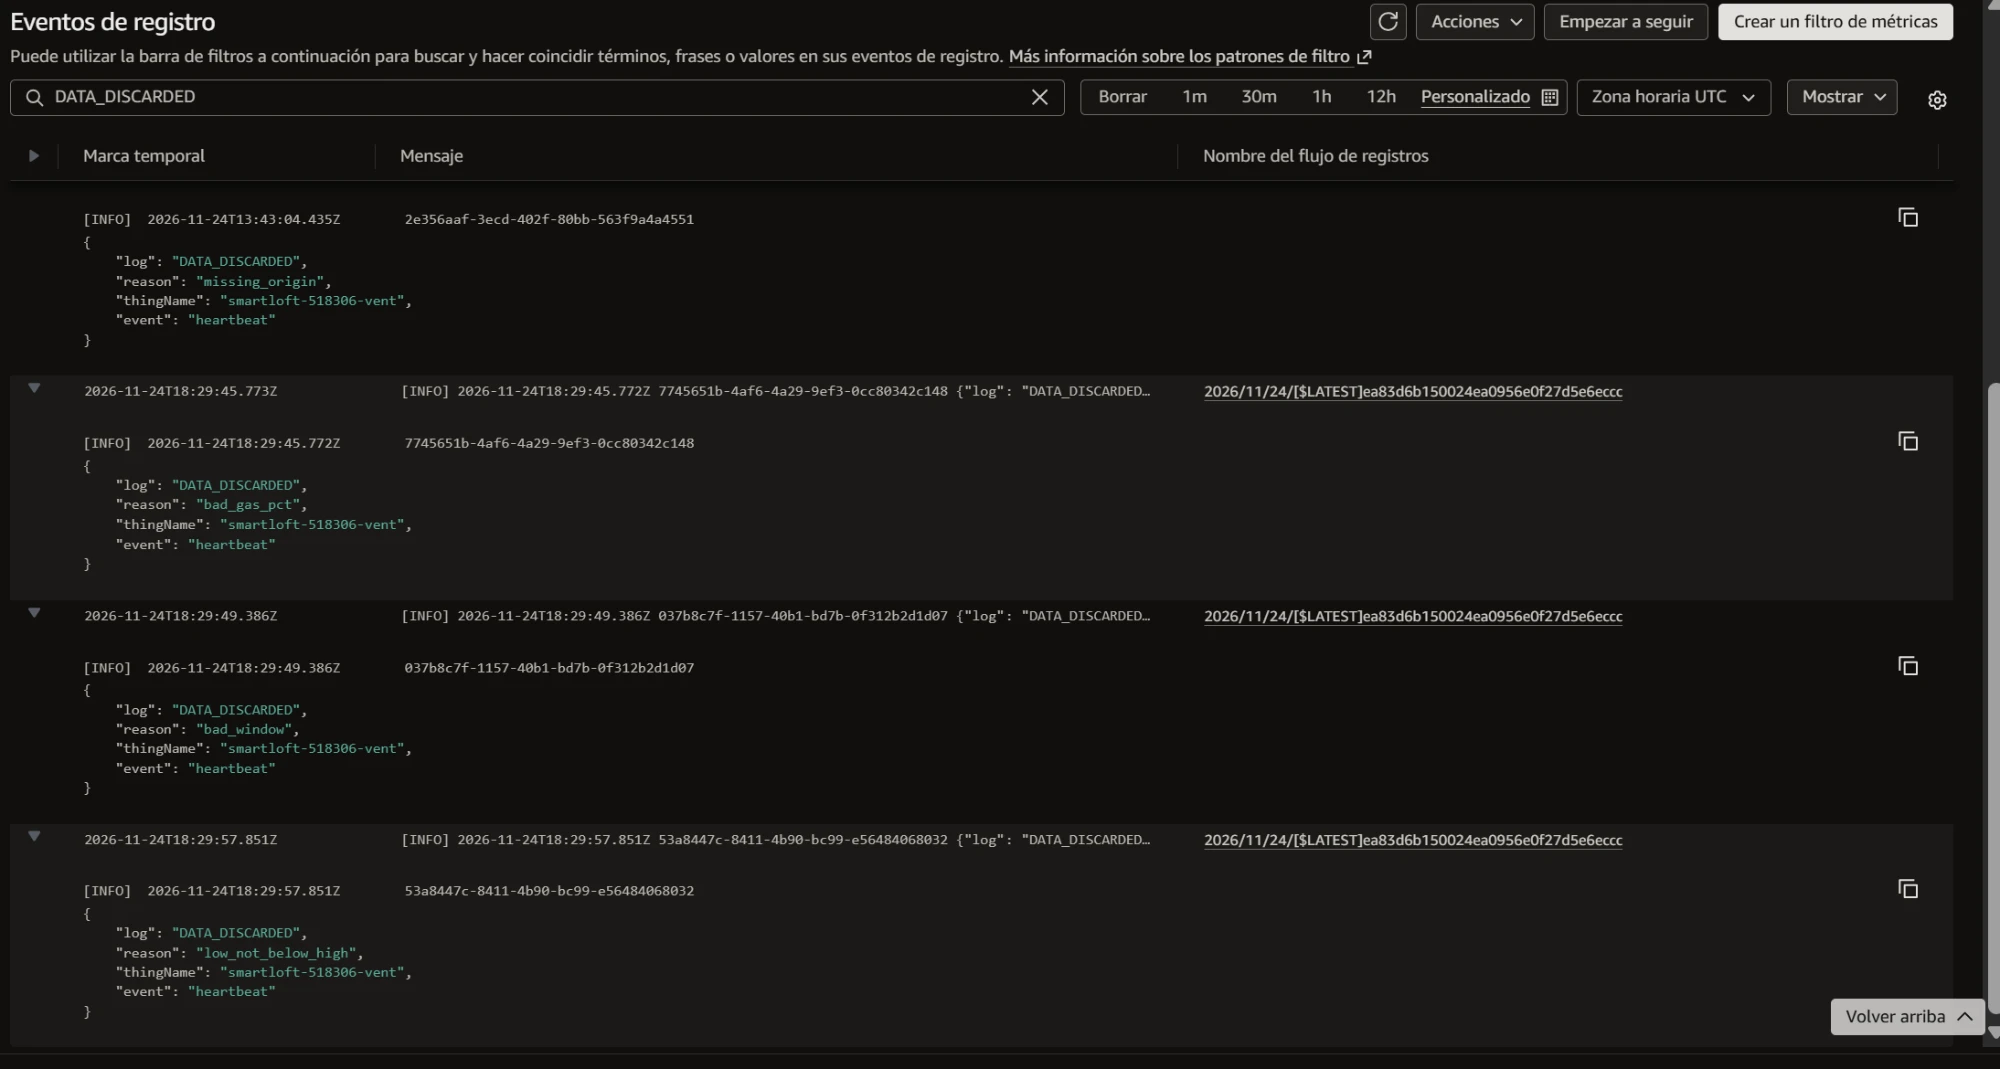 Eventos de registro
Acciones
Empezar a seguir
Crear un filtro de métricas
Puede utilizar la barra de filtros a continuación para buscar y hacer coincidir términos, frases o valores en sus eventos de registro. Más información sobre los patrones de filtro
DATA_DISCARDED
Borrar 1m 30m 1h 12h Personalizado
Zona horaria UTC
Mostrar
Marca temporal Mensaje Nombre del flujo de registros
[INFO] 2026-11-24T13:43:04.435Z 2e356aaf-3ecd-402f-80bb-563f9a4a4551
{
"log": "DATA_DISCARDED",
"reason": "missing_origin",
"thingName": "smartloft-518306-vent",
"event": "heartbeat"
}
2026-11-24T18:29:45.773Z [INFO] 2026-11-24T18:29:45.772Z 7745651b-4af6-4a29-9ef3-0cc80342c148 {"log": "DATA_DISCARDED… 2026/11/24/[$LATEST]ea83d6b150024ea0956e0f27d5e6eccc
[INFO] 2026-11-24T18:29:45.772Z 7745651b-4af6-4a29-9ef3-0cc80342c148
{
"log": "DATA_DISCARDED",
"reason": "bad_gas_pct",
"thingName": "smartloft-518306-vent",
"event": "heartbeat"
}
2026-11-24T18:29:49.386Z [INFO] 2026-11-24T18:29:49.386Z 037b8c7f-1157-40b1-bd7b-0f312b2d1d07 {"log": "DATA_DISCARDED… 2026/11/24/[$LATEST]ea83d6b150024ea0956e0f27d5e6eccc
[INFO] 2026-11-24T18:29:49.386Z 037b8c7f-1157-40b1-bd7b-0f312b2d1d07
{
"log": "DATA_DISCARDED",
"reason": "bad_window",
"thingName": "smartloft-518306-vent",
"event": "heartbeat"
}
2026-11-24T18:29:57.851Z [INFO] 2026-11-24T18:29:57.851Z 53a8447c-8411-4b90-bc99-e56484068032 {"log": "DATA_DISCARDED… 2026/11/24/[$LATEST]ea83d6b150024ea0956e0f27d5e6eccc
[INFO] 2026-11-24T18:29:57.851Z 53a8447c-8411-4b90-bc99-e56484068032
{
"log": "DATA_DISCARDED",
"reason": "low_not_below_high",
"thingName": "smartloft-518306-vent",
"event": "heartbeat"
}
Volver arriba